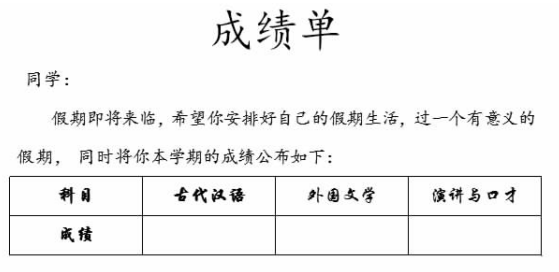 成绩单
同学：
假期即将来临，希望你安排好自己的假期生活，过一个有意义的
假期， 同时将你本学期的成绩公布如下：
科目 古代汉语 外国文学 演讲与口才
成绩